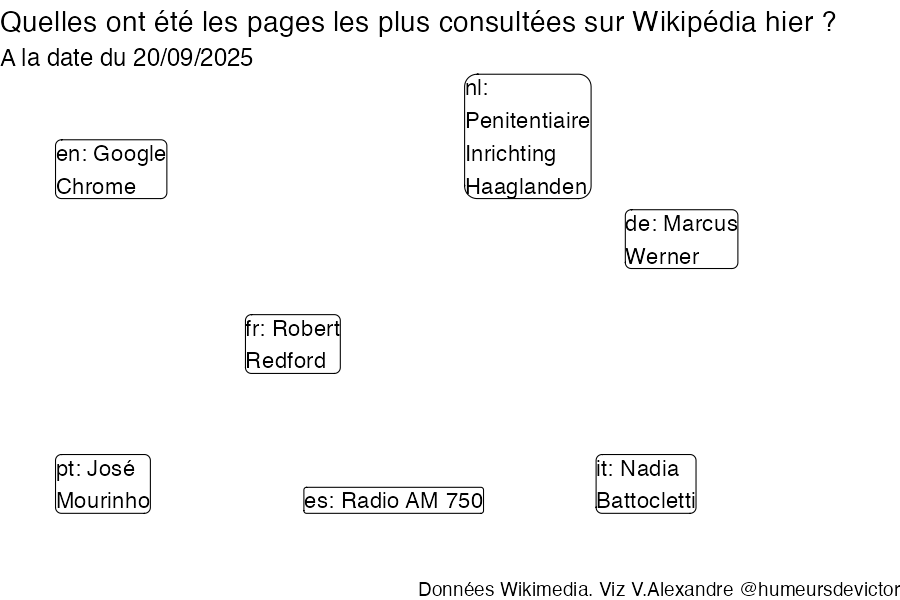 Quelles ont été les pages les plus consultées sur Wikipédia hier ?
A la date du 20/09/2025
nl:
Penitentiaire
Inrichting
Haaglanden
en: Google
Chrome
de: Marcus
Werner
fr: Robert
Redford
pt: José
Mourinho
es: Radio AM 750
it: Nadia
Battocletti
Données Wikimedia. Viz V.Alexandre @humeursdevictor